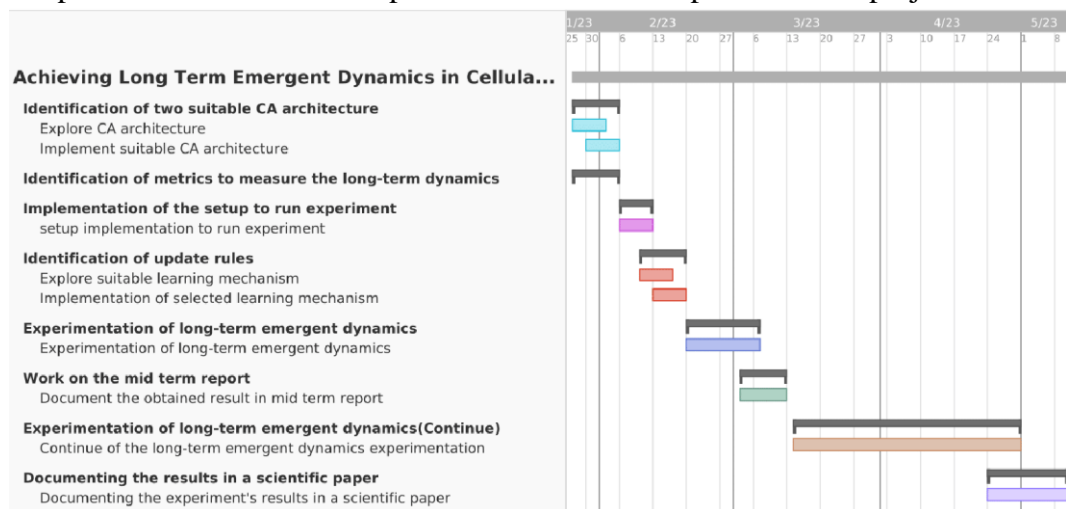 1/23 2/23 3/23 4/23 5/23
25 30 6 13 20 27 6 13 20 27 3 10 17 24 1 8
Achieving Long Term Emergent Dynamics in Cellula...
Identification of two suitable CA architecture
Explore CA architecture
Implement suitable CA architecture
Identification of metrics to measure the long-term dynamics
Implementation of the setup to run experiment
setup implementation to run experiment
Identification of update rules
Explore suitable learning mechanism
Implementation of selected learning mechanism
Experimentation of long-term emergent dynamics
Experimentation of long-term emergent dynamics
Work on the mid term report
Document the obtained result in mid term report
Experimentation of long-term emergent dynamics(Continue)
Continue of the long-term emergent dynamics experimentation
Documenting the results in a scientific paper
Documenting the experiment's results in a scientific paper